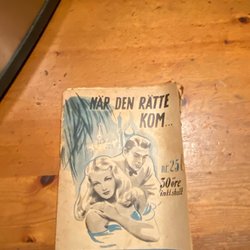 NÄR DEN RÄTTE
KOM...
nr. 25
50 öre